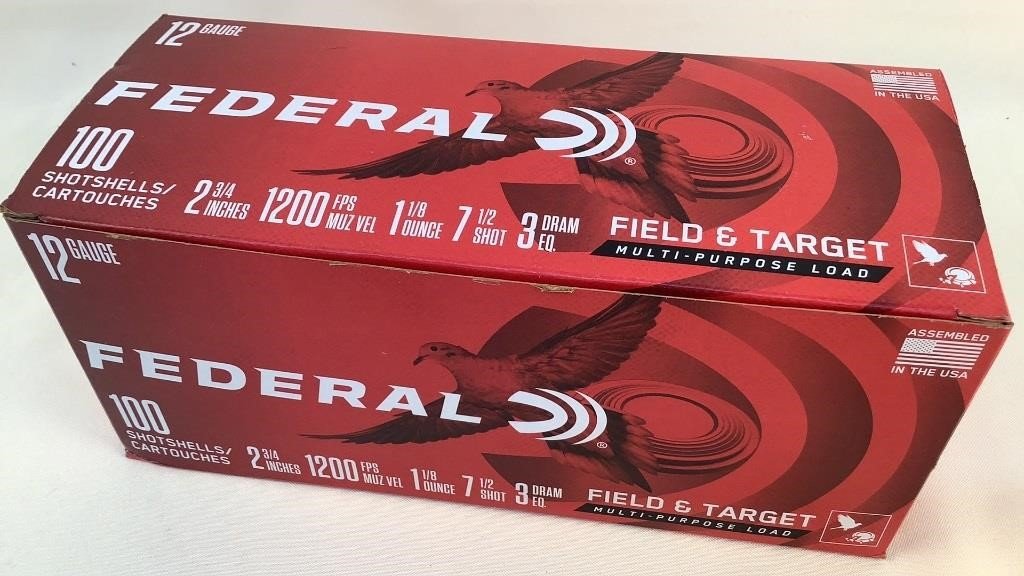 12 GAUGE
ASSEMBLED
IN THE USA
FEDERAL ®
100
SHOTSHELLS/
CARTOUCHES
2 3/4 INCHES 1200 FPS MUZ VEL 1 1/8 OUNCE 7 1/2 SHOT 3 DRAM EQ.
FIELD & TARGET
MULTI-PURPOSE LOAD
12 GAUGE
ASSEMBLED
IN THE USA
FEDERAL ®
100
SHOTSHELLS/
CARTOUCHES
2 3/4 INCHES 1200 FPS MUZ VEL 1 1/8 OUNCE 7 1/2 SHOT 3 DRAM EQ.
FIELD & TARGET
MULTI-PURPOSE LOAD